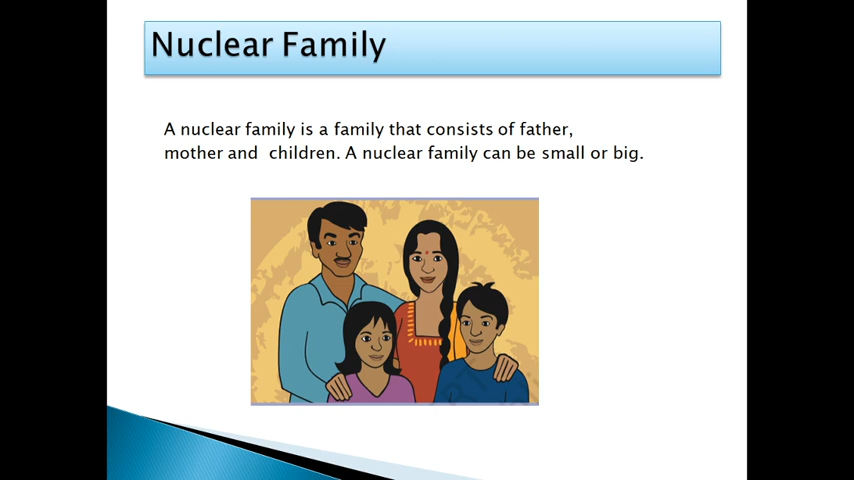 Nuclear Family
A nuclear family is a family that consists of father,
mother and  children. A nuclear family can be small or big.